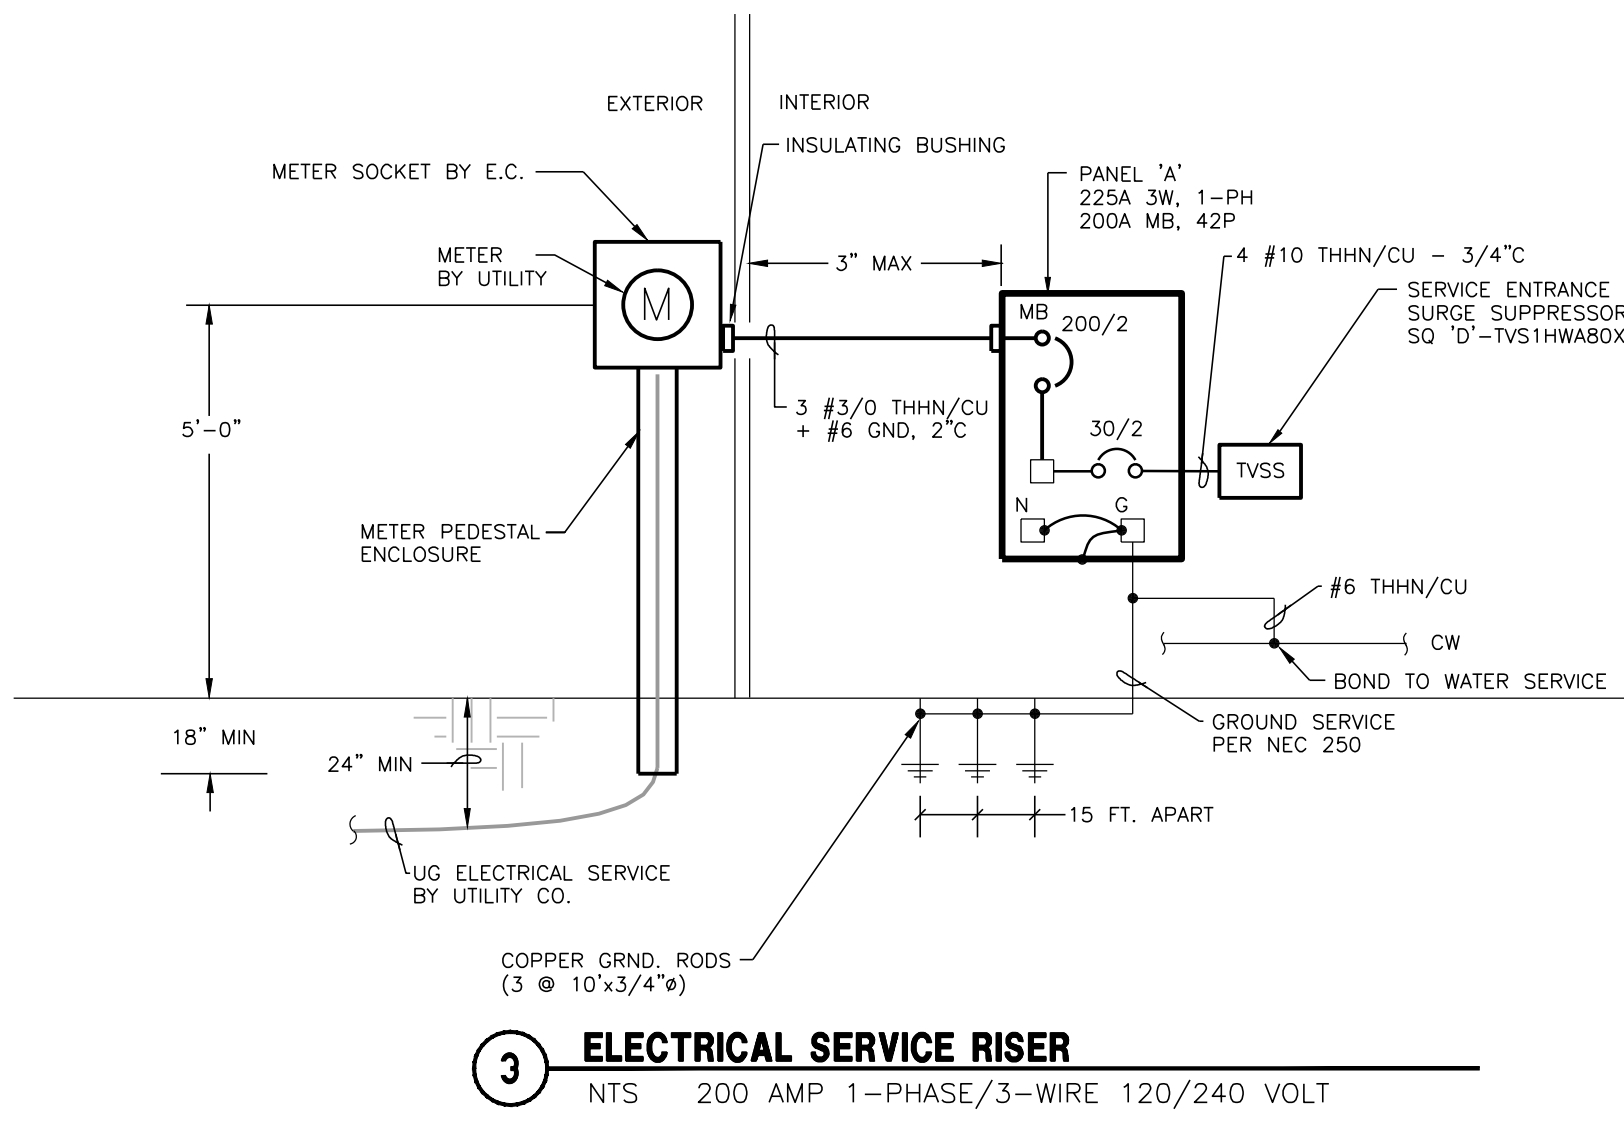 EXTERIOR
INTERIOR
INSULATING BUSHING
METER SOCKET BY E.C.
PANEL 'A'
225A 3W, 1-PH
200A MB, 42P
METER
BY UTILITY
M
3" MAX
4 #10 THHN/CU - 3/4"C
SERVICE ENTRANCE
SURGE SUPPRESSOR
SQ 'D'-TVS1HWA80X
MB
200/2
3 #3/0 THHN/CU
+ #6 GND, 2"C
5'-0"
30/2
TVSS
N
G
METER PEDESTAL
ENCLOSURE
#6 THHN/CU
CW
BOND TO WATER SERVICE
GROUND SERVICE
PER NEC 250
18" MIN
24" MIN
15 FT. APART
UG ELECTRICAL SERVICE
BY UTILITY CO.
COPPER GRND. RODS
(3 @ 10'x3/4"ø)
3
ELECTRICAL SERVICE RISER
NTS 200 AMP 1-PHASE/3-WIRE 120/240 VOLT